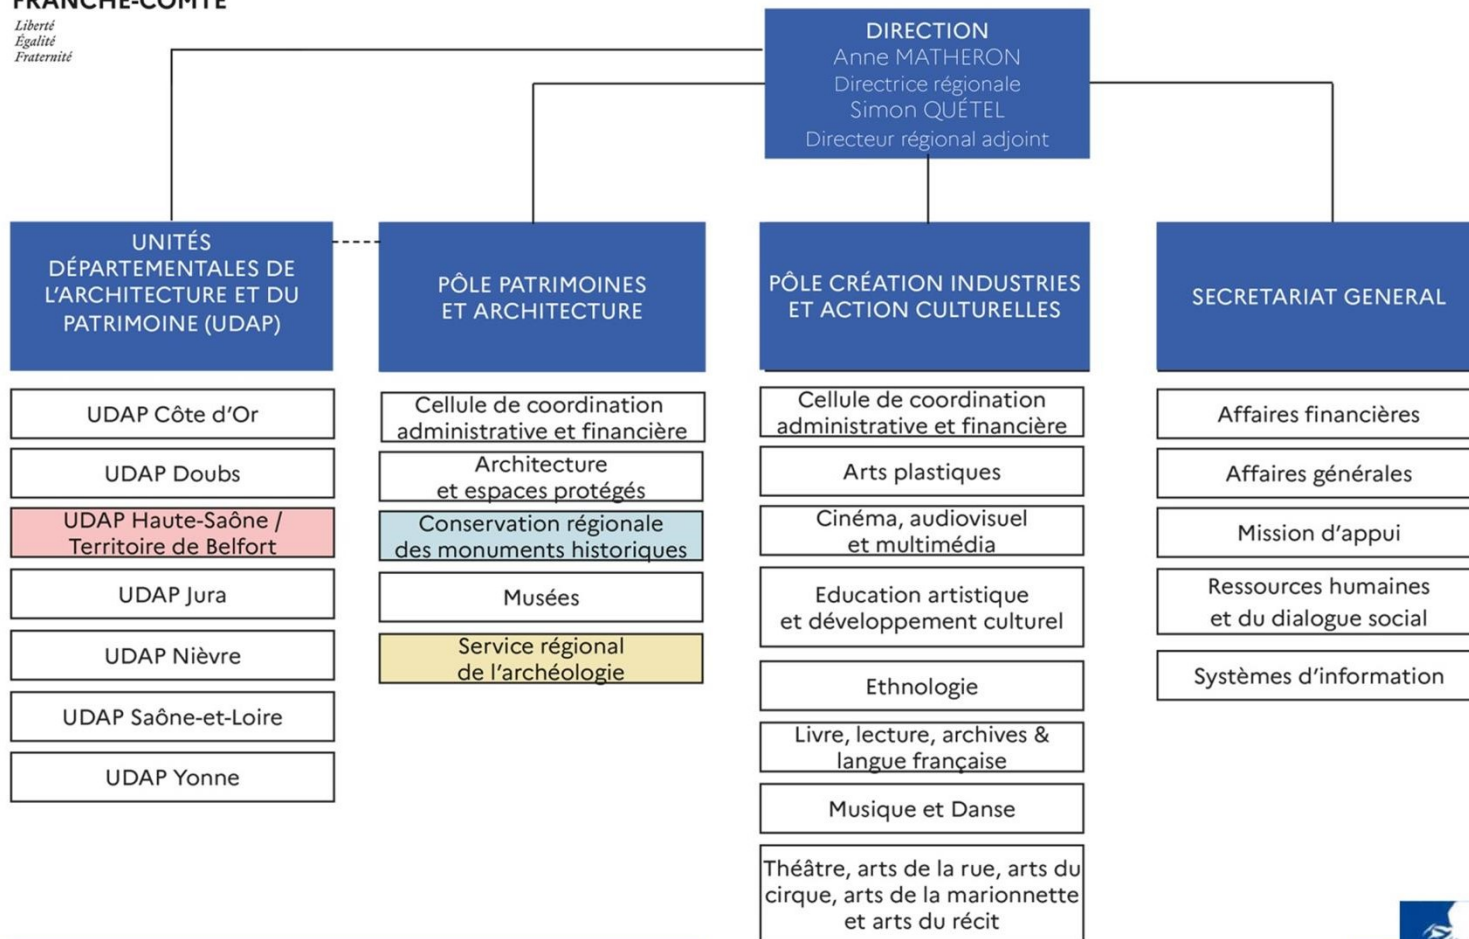 FRANCHE-COMTÉ
Liberté
Égalité
Fraternité
DIRECTION
Anne MATHERON
Directrice régionale
Simon QUÉTEL
Directeur régional adjoint
UNITÉS
DÉPARTEMENTALES DE
L'ARCHITECTURE ET DU
PATRIMOINE (UDAP)
UDAP Côte d'Or
UDAP Doubs
UDAP Haute-Saône /
Territoire de Belfort
UDAP Jura
UDAP Nièvre
UDAP Saône-et-Loire
UDAP Yonne
PÔLE PATRIMOINES
ET ARCHITECTURE
Cellule de coordination
administrative et financière
Architecture
et espaces protégés
Conservation régionale
des monuments historiques
Musées
Service régional
de l'archéologie
PÔLE CRÉATION INDUSTRIES
ET ACTION CULTURELLES
Cellule de coordination
administrative et financière
Arts plastiques
Cinéma, audiovisuel
et multimédia
Education artistique
et développement culturel
Ethnologie
Livre, lecture, archives &
langue française
Musique et Danse
Théâtre, arts de la rue, arts du
cirque, arts de la marionnette
et arts du récit
SECRETARIAT GENERAL
Affaires financières
Affaires générales
Mission d'appui
Ressources humaines
et du dialogue social
Systèmes d'information